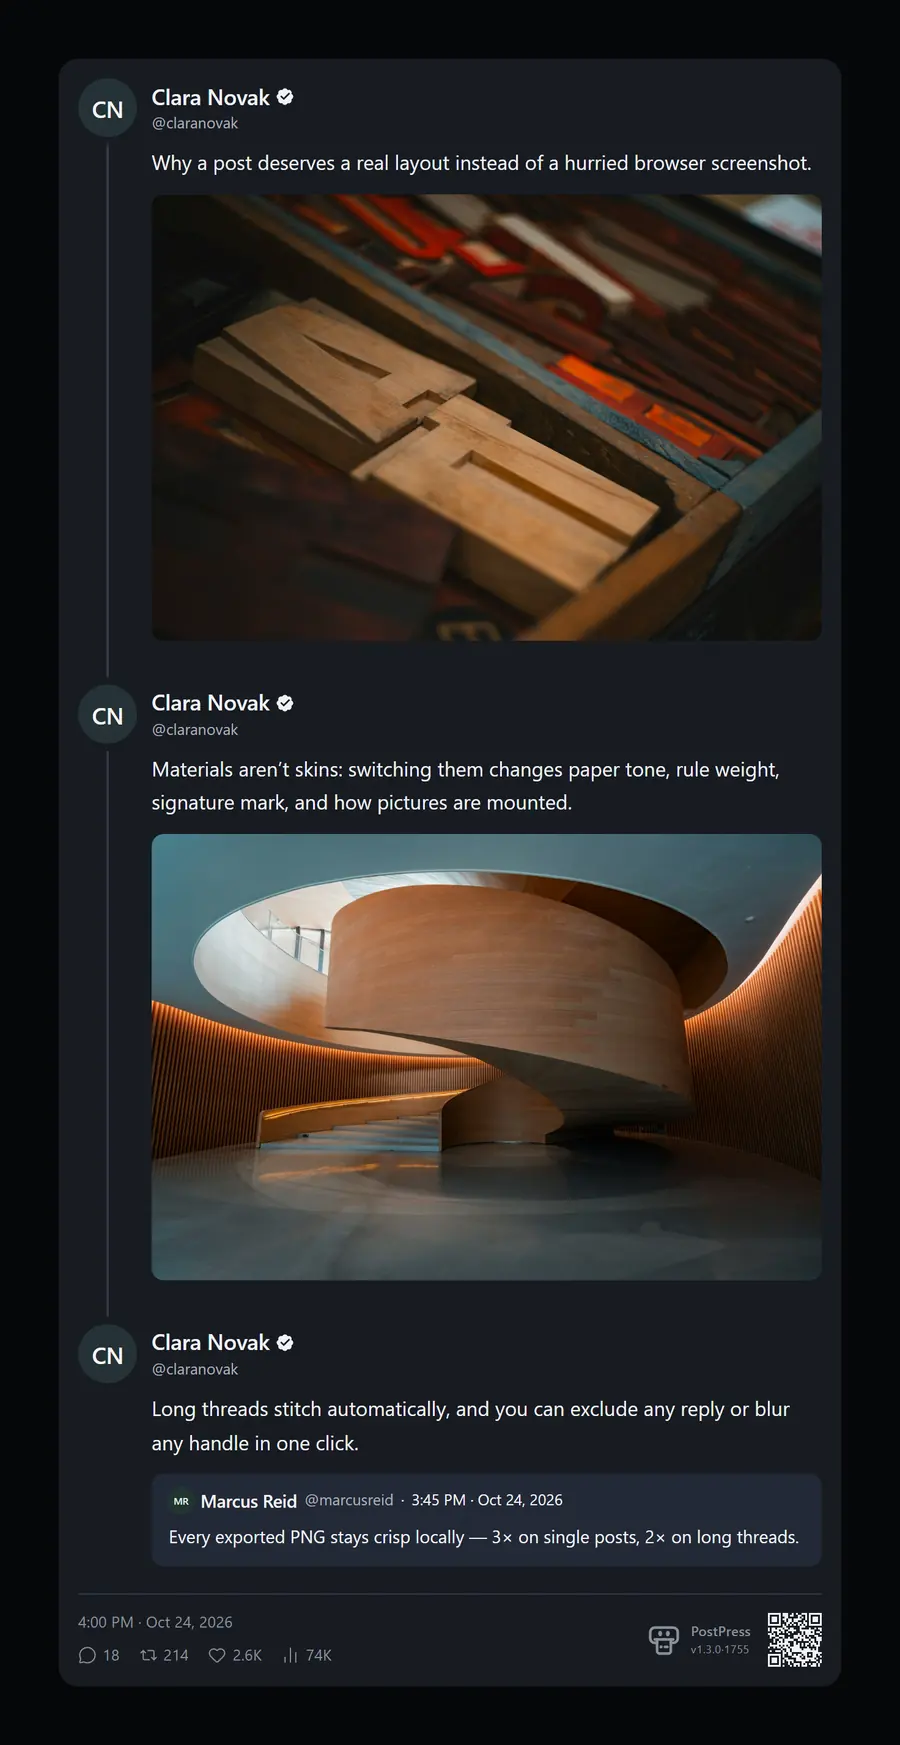 CN
Clara Novak
@claranovak
Why a post deserves a real layout instead of a hurried browser screenshot.
CN
Clara Novak
@claranovak
Materials aren’t skins: switching them changes paper tone, rule weight,
signature mark, and how pictures are mounted.
CN
Clara Novak
@claranovak
Long threads stitch automatically, and you can exclude any reply or blur
any handle in one click.
MR Marcus Reid @marcusreid · 3:45 PM · Oct 24, 2026
Every exported PNG stays crisp locally — 3× on single posts, 2× on long threads.
4:00 PM · Oct 24, 2026
18 214 2.6K 74K
PostPress
v1.3.0·1755